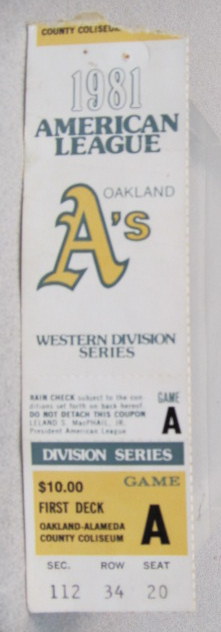 COUNTY COLISEUM
1981
AMERICAN
LEAGUE
OAKLAND
A's
WESTERN DIVISION
SERIES
RAIN CHECK subject to the con-
ditions set forth on back hereof
DO NOT DETACH THIS COUPON
LELAND S. MacPHAIL, JR.
President American League
GAME
A
DIVISION SERIES
$10.00
GAME
FIRST DECK
A
OAKLAND-ALAMEDA
COUNTY COLISEUM
SEC. ROW SEAT
112 34 20